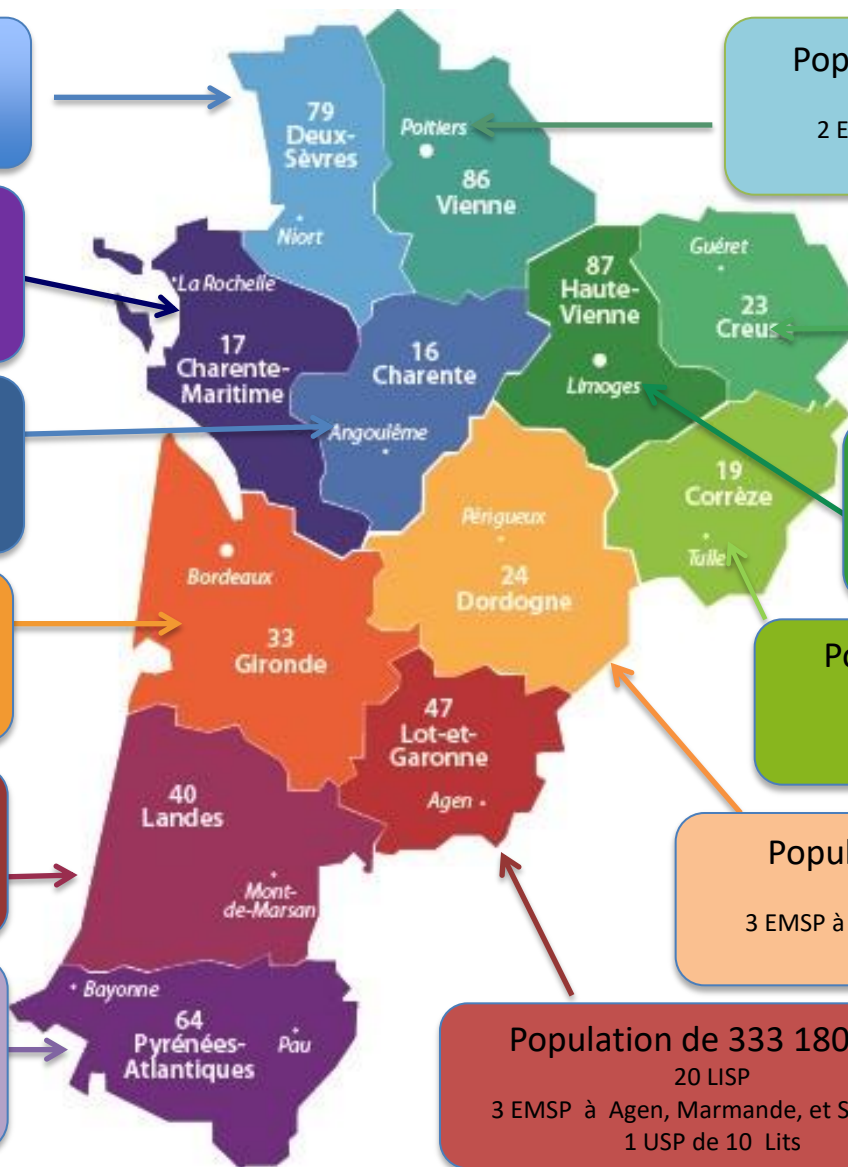 Pop
2 E
79
Deux-
Sèvres
Niort
Poitiers
86
Vienne
La Rochelle
17
Charente-
Maritime
16
Charente
Angoulême
87
Haute-
Vienne
Limoges
Guéret
23
Creus
19
Corrèze
Tulle
Po
Périgueux
24
Dordogne
Bordeaux
33
Gironde
47
Lot-et-
Garonne
Agen
40
Landes
Mont-
de-Marsan
Popul
3 EMSP à
Bayonne
64
Pyrénées-
Atlantiques
Pau
Population de 333 180
20 LISP
3 EMSP à Agen, Marmande, et S
1 USP de 10 Lits